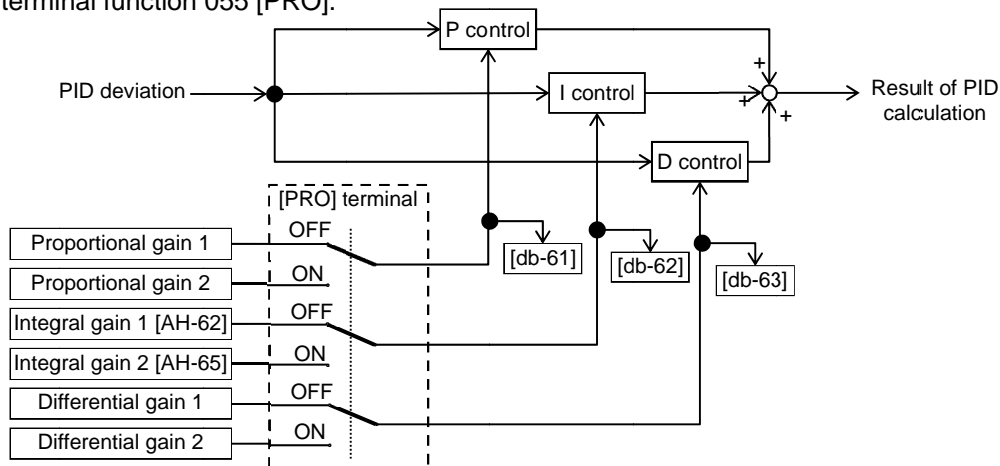 terminal function 055 [PRO].
P control
PID deviation
I control
+
+
+
Result of PID
calculation
D control
[PRO] terminal
[db-61]
[db-62]
[db-63]
Proportional gain 1
OFF
Proportional gain 2
ON
Integral gain 1 [AH-62]
OFF
Integral gain 2 [AH-65]
ON
Differential gain 1
OFF
Differential gain 2
ON